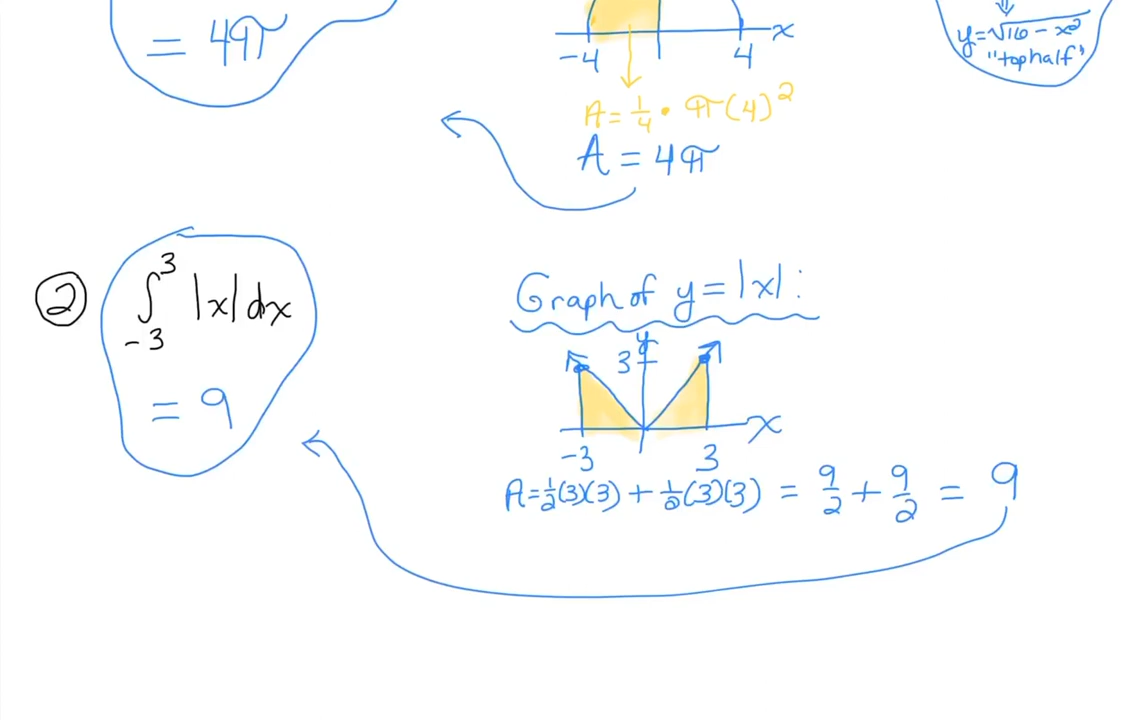 = 4π
y=√16-x²
"top half"
-4 4 x
A = 1/4 · π(4)²
A = 4π
② ∫₋₃³ |x| dx
= 9
Graph of y=|x|:
y
3
x
-3 3
A=½(3)(3) + ½(3)(3) = 9/2 + 9/2 = 9